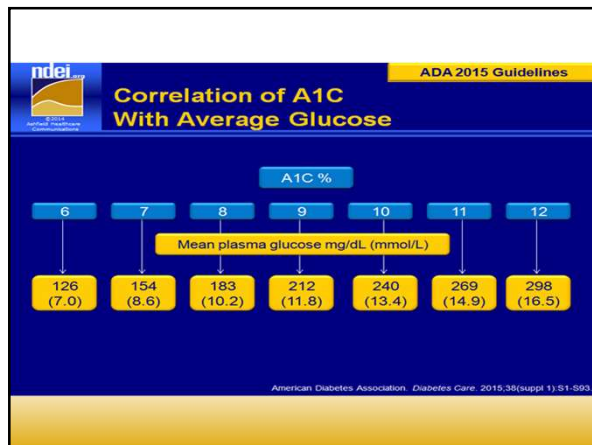 ndei.org
©2014
Ashfield Healthcare
Communications
ADA 2015 Guidelines
Correlation of A1C
With Average Glucose
A1C %
6 7 8 9 10 11 12
Mean plasma glucose mg/dL (mmol/L)
126 154 183 212 240 269 298
(7.0) (8.6) (10.2) (11.8) (13.4) (14.9) (16.5)
American Diabetes Association. Diabetes Care. 2015;38(suppl 1):S1-S93.